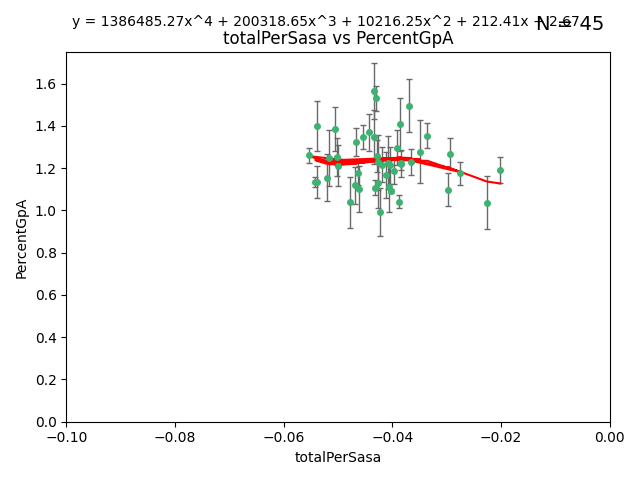 y = 1386485.27x^4 + 200318.65x^3 + 10216.25x^2 + 212.41x + 2.67
N = 45
totalPerSasa vs PercentGpA
PercentGpA
1.6
1.4
1.2
1.0
0.8
0.6
0.4
0.2
0.0
−0.10 −0.08 −0.06 −0.04 −0.02 0.00
totalPerSasa